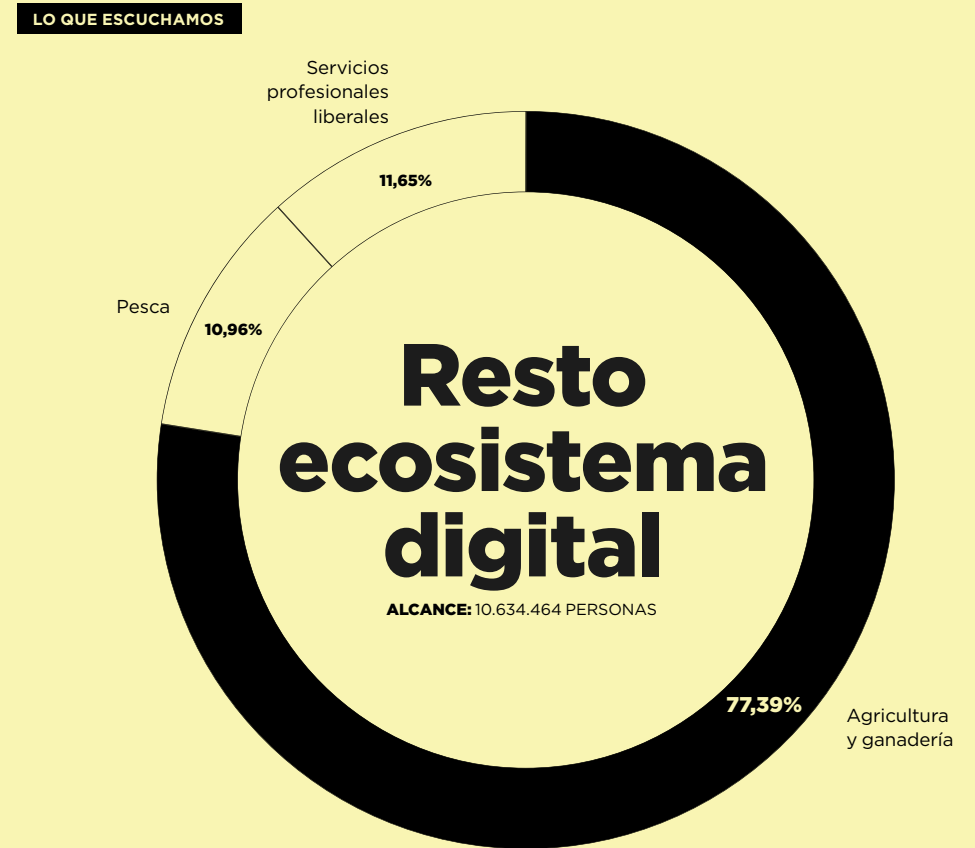 LO QUE ESCUCHAMOS
Servicios
profesionales
liberales
11,65%
Pesca
10,96%
Resto
ecosistema
digital
ALCANCE: 10.634.464 PERSONAS
77,39%
Agricultura
y ganadería